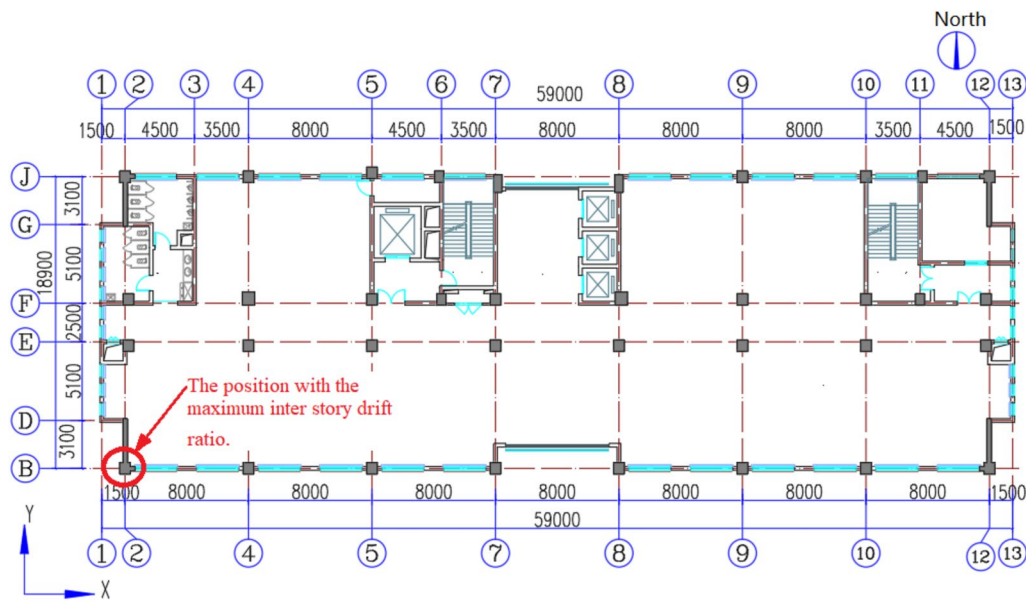 North
1 2 3 4 5 6 7 8 9 10 11 12 13
59000
1500 4500 3500 8000 4500 3500 8000 8000 8000 3500 4500 1500
J
3100
G
5100
18900
F
2500
E
5100
D
3100
B
The position with the
maximum inter story drift
ratio.
1500 8000 8000 8000 8000 8000 8000 8000 1500
59000
1 2 4 5 7 8 9 10 12 13
Y
X